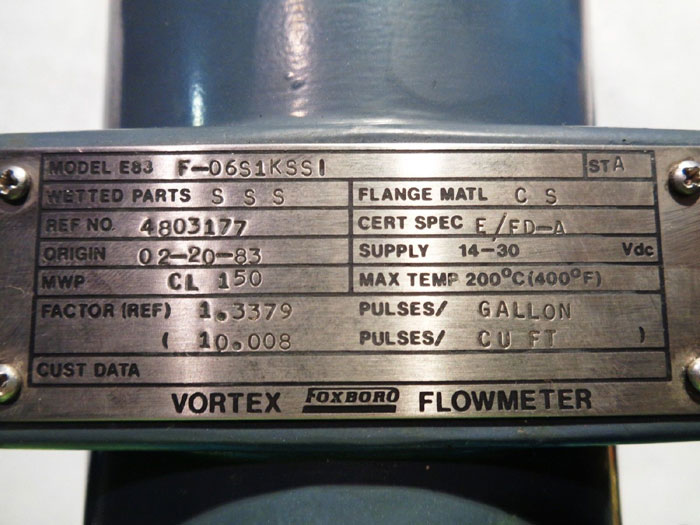 MODEL E83 F-06S1KSSI ST A
WETTED PARTS S S S FLANGE MATL C S
REF NO. 4803177 CERT SPEC E/FD-A
ORIGIN 02-20-83 SUPPLY 14-30 Vdc
MWP CL 150 MAX TEMP 200°C(400°F)
FACTOR (REF) 1.3379 PULSES/ GALLON
( 10.008 PULSES/ CU FT )
CUST DATA
VORTEX FOXBORO FLOWMETER